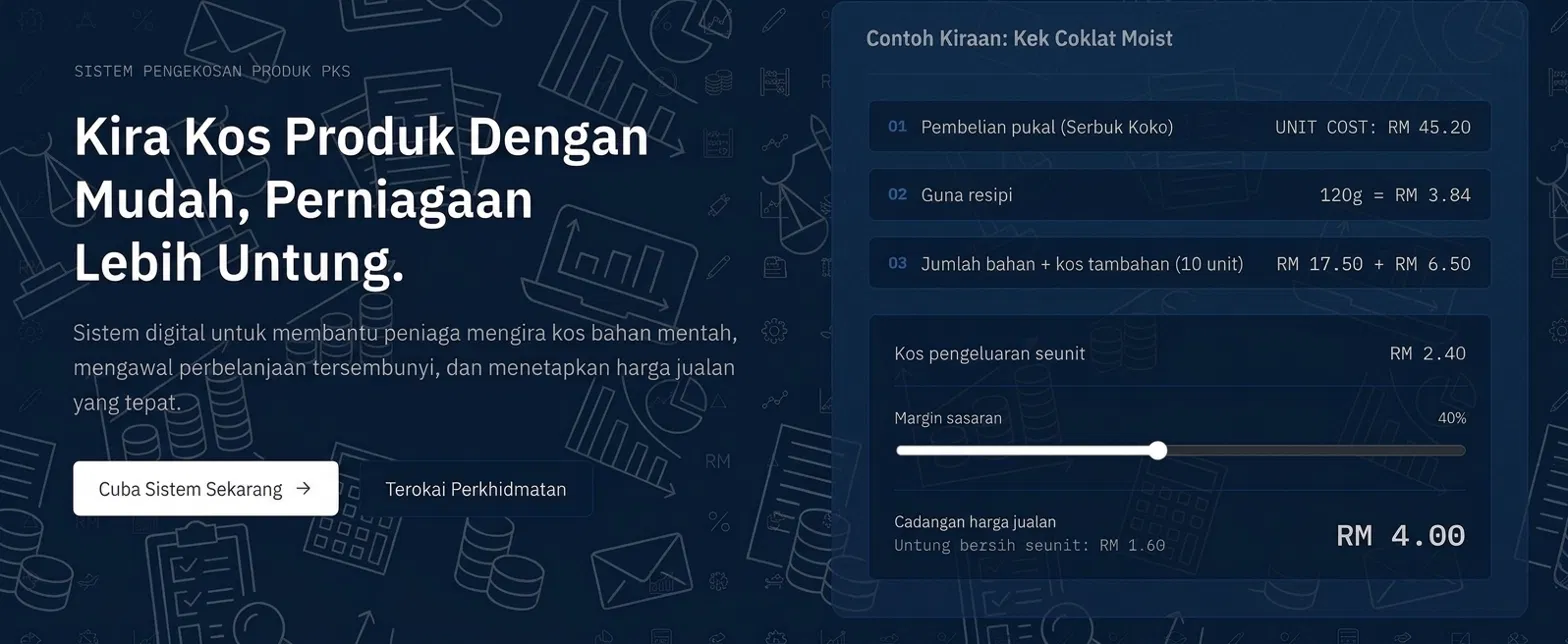 SISTEM PENGEKOSAN PRODUK PKS
Kira Kos Produk Dengan
Mudah, Perniagaan
Lebih Untung.
Sistem digital untuk membantu peniaga mengira kos bahan mentah,
mengawal perbelanjaan tersembunyi, dan menetapkan harga jualan
yang tepat.
Cuba Sistem Sekarang →
Terokai Perkhidmatan
RM
Contoh Kiraan: Kek Coklat Moist
01 Pembelian pukal (Serbuk Koko) UNIT COST: RM 45.20
02 Guna resipi 120g = RM 3.84
03 Jumlah bahan + kos tambahan (10 unit) RM 17.50 + RM 6.50
Kos pengeluaran seunit RM 2.40
Margin sasaran 40%
Cadangan harga jualan
Untung bersih seunit: RM 1.60
RM 4.00